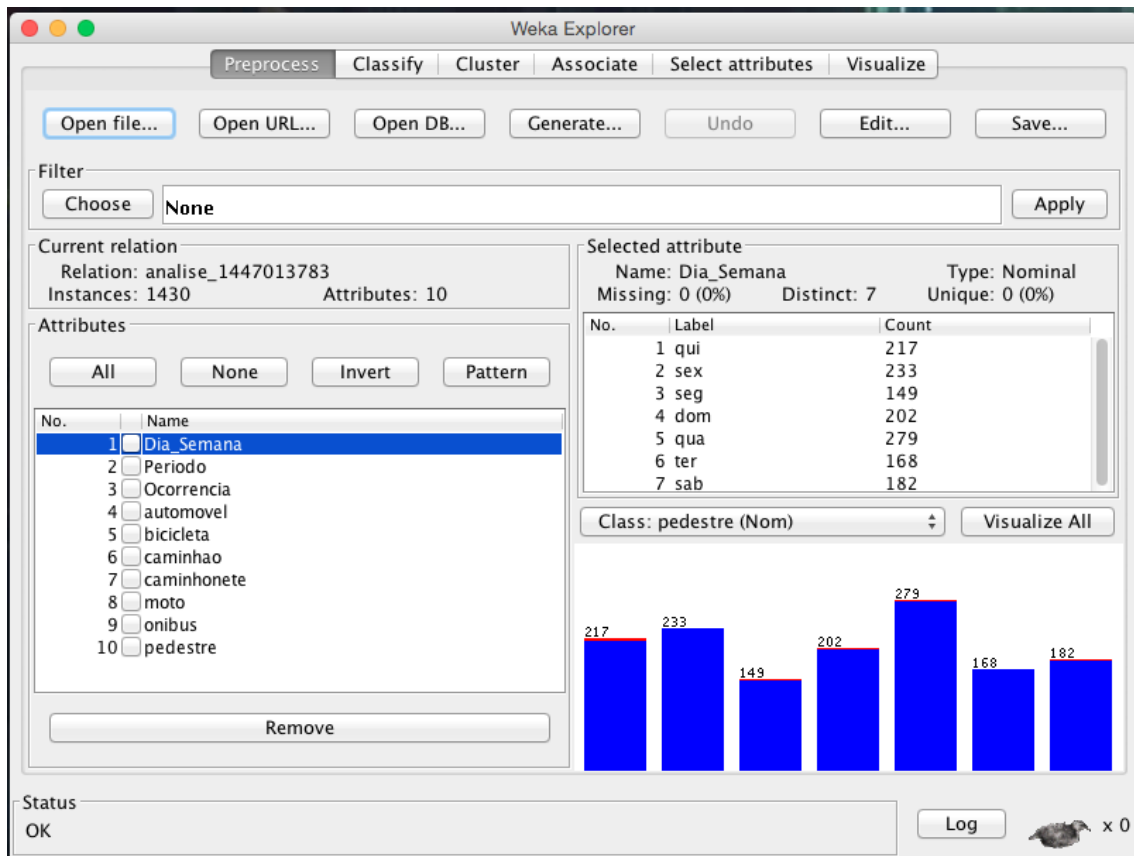 Weka Explorer
Preprocess Classify Cluster Associate Select attributes Visualize
Open file... Open URL... Open DB... Generate... Undo Edit... Save...
Filter
Choose None Apply
Current relation
Relation: analise_1447013783
Instances: 1430 Attributes: 10
Attributes
All None Invert Pattern
No. Name
1 Dia_Semana
2 Periodo
3 Ocorrencia
4 automovel
5 bicicleta
6 caminhao
7 caminhonete
8 moto
9 onibus
10 pedestre
Remove
Selected attribute
Name: Dia_Semana Type: Nominal
Missing: 0 (0%) Distinct: 7 Unique: 0 (0%)
No. Label Count
1 qui 217
2 sex 233
3 seg 149
4 dom 202
5 qua 279
6 ter 168
7 sab 182
Class: pedestre (Nom) Visualize All
217 233 149 202 279 168 182
Status
OK
Log x 0